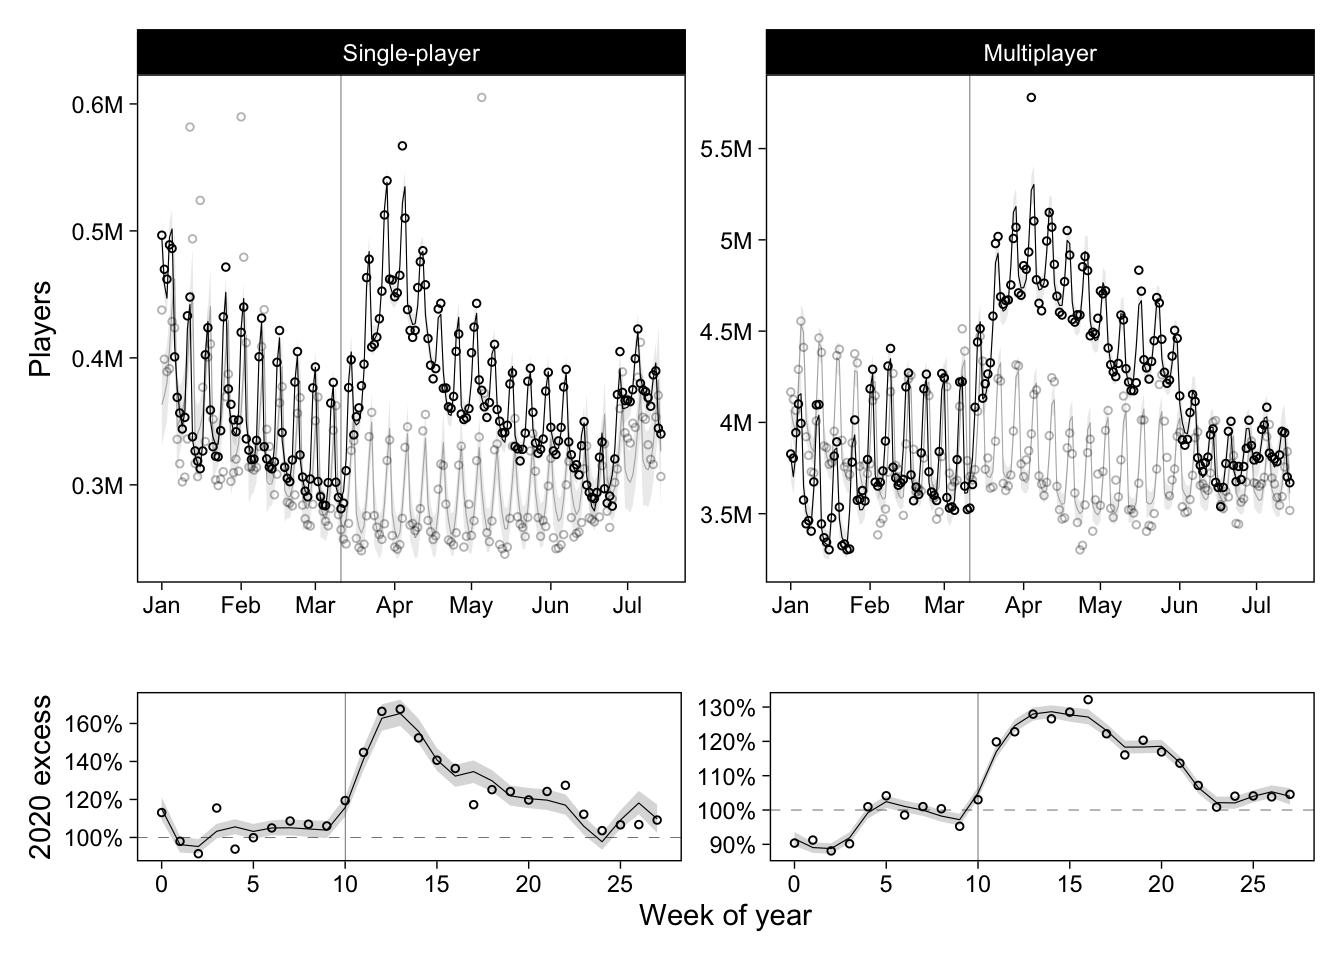 Single-player
Multiplayer
Players
0.6M
0.5M
0.4M
0.3M
5.5M
5M
4.5M
4M
3.5M
Jan Feb Mar Apr May Jun Jul
Jan Feb Mar Apr May Jun Jul
2020 excess
160%
140%
120%
100%
130%
120%
110%
100%
90%
0 5 10 15 20 25
0 5 10 15 20 25
Week of year